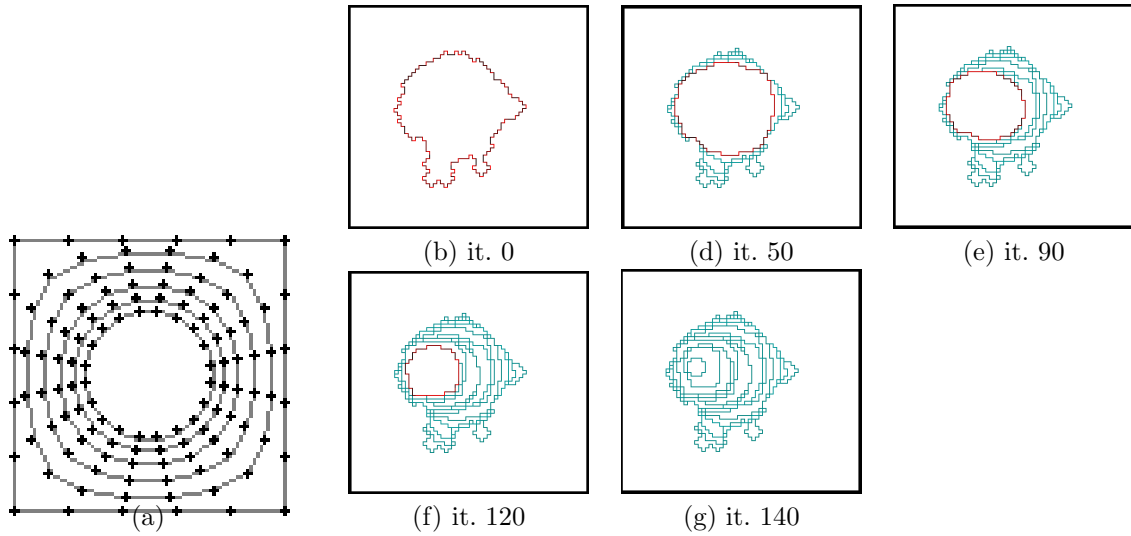 (b) it. 0
(d) it. 50
(e) it. 90
(a)
(f) it. 120
(g) it. 140